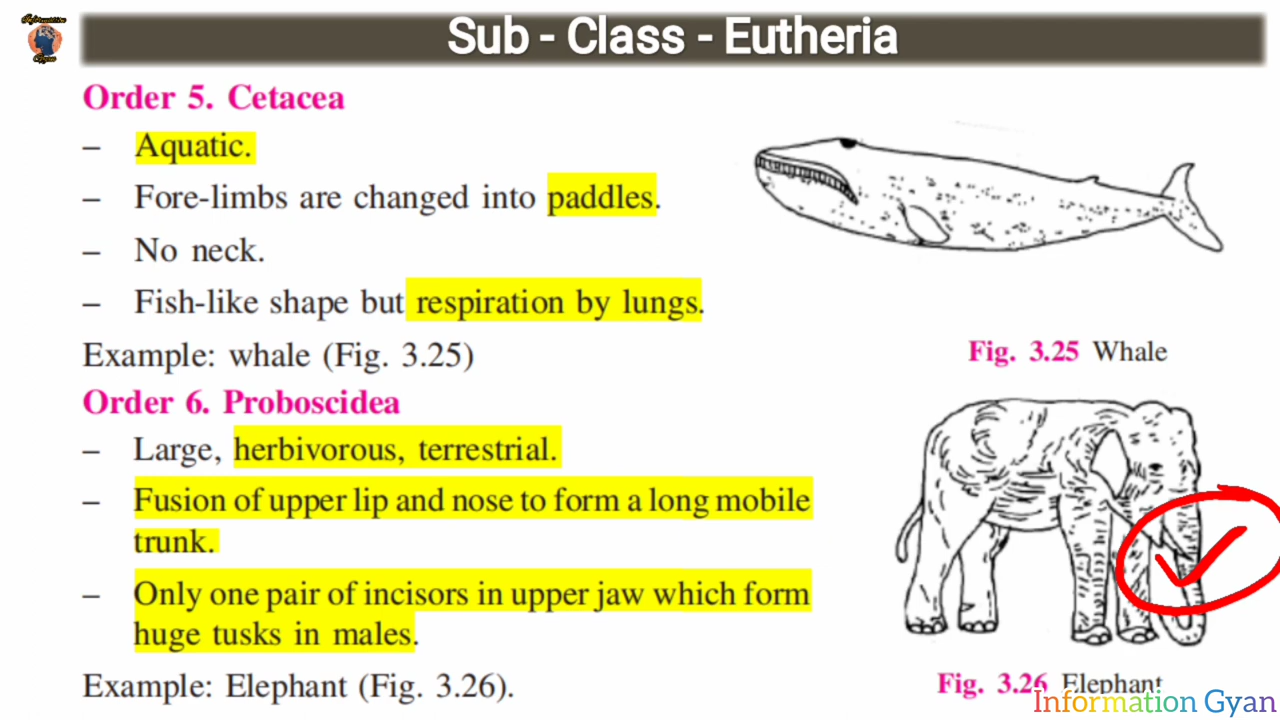 Information
Gyan
Sub - Class - Eutheria
Order 5. Cetacea
– Aquatic.
– Fore-limbs are changed into paddles.
– No neck.
– Fish-like shape but respiration by lungs.
Example: whale (Fig. 3.25)
Fig. 3.25 Whale
Order 6. Proboscidea
– Large, herbivorous, terrestrial.
– Fusion of upper lip and nose to form a long mobile
trunk.
– Only one pair of incisors in upper jaw which form
huge tusks in males.
Example: Elephant (Fig. 3.26).
Fig. 3.26 Elephant
Information Gyan